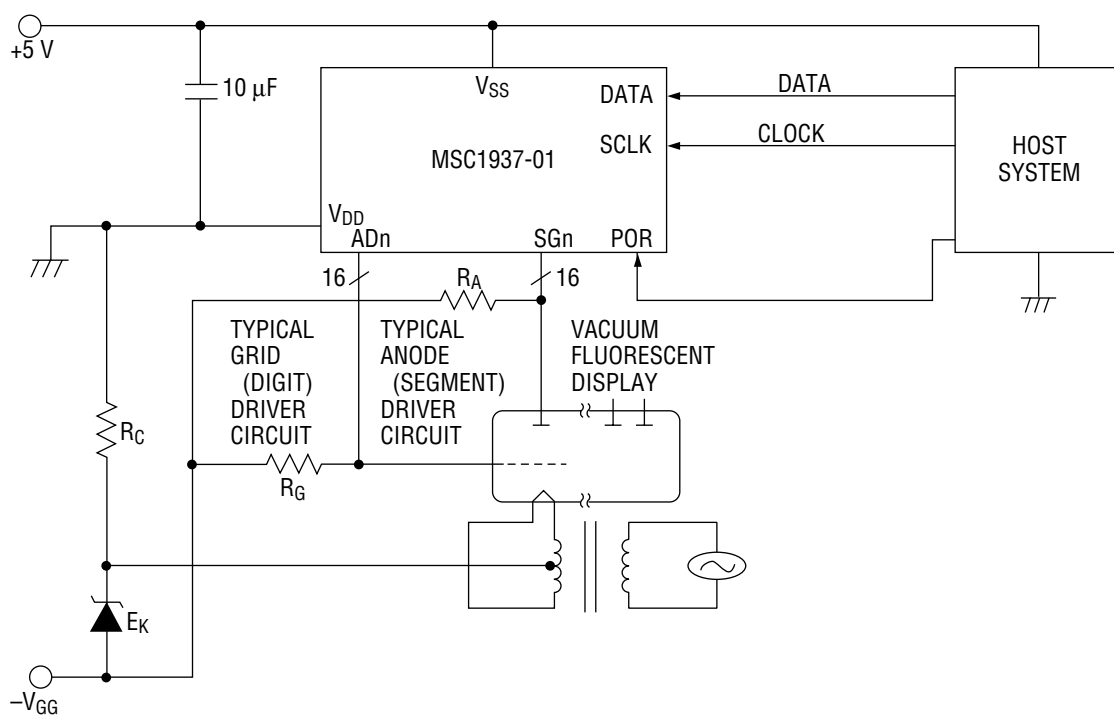 +5 V
10 μF
VSS
DATA
DATA
SCLK
CLOCK
MSC1937-01
HOST
SYSTEM
VDD
ADn
SGn
POR
16
16
RA
TYPICAL
GRID
(DIGIT)
DRIVER
CIRCUIT
TYPICAL
ANODE
(SEGMENT)
DRIVER
CIRCUIT
VACUUM
FLUORESCENT
DISPLAY
RC
RG
EK
–VGG